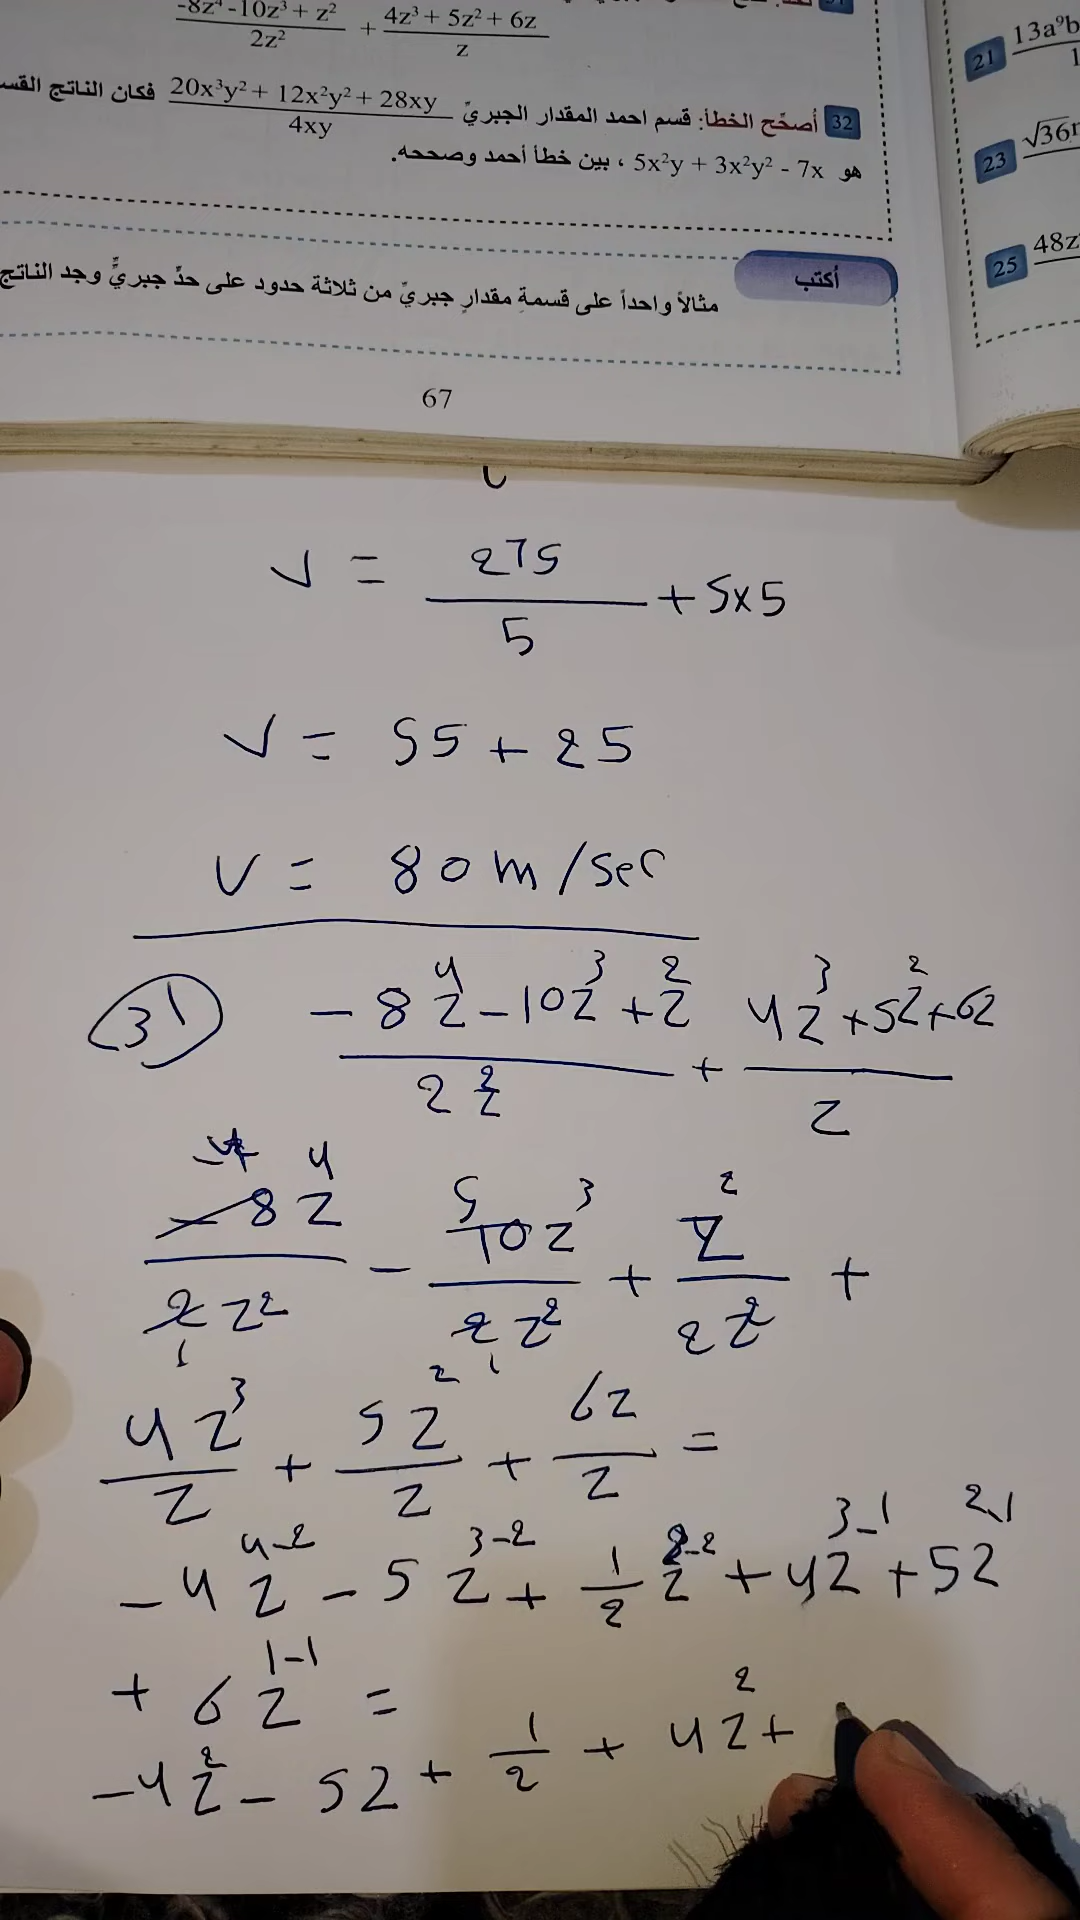 -8z⁴ -10z³ + z² / 2z² + 4z³ + 5z² + 6z / z
32 أُصحّح الخطأ: قسم احمد المقدار الجبريّ 20x³y² + 12x²y² + 28xy / 4xy فكان الناتج
هو 5x²y + 3x²y² - 7x ، بين خطأ أحمد وصححه.
أكتب
مثالاً واحداً على قسمةِ مقدارٍ جبريّ من ثلاثة حدود على حدٍّ جبريٍّ وجد الناتج
67
21 13a⁹b
23 √36
25 48z
V = 275 / 5 + 5x5
V = 55 + 25
V = 80 m/sec
31 -8z⁴ - 10z³ + z² / 2z² + 4z³ + 5z² + 6z / z
-8z⁴ / 2z² - 10z³ / 2z² + z² / 2z² +
4z³ / z + 5z² / z + 6z / z =
-4z⁴⁻² - 5z³⁻² + 1/2 z²⁻² + 4z³⁻¹ + 5z²⁻¹
+ 6z¹⁻¹ =
-4z² - 5z + 1/2 + 4z² +